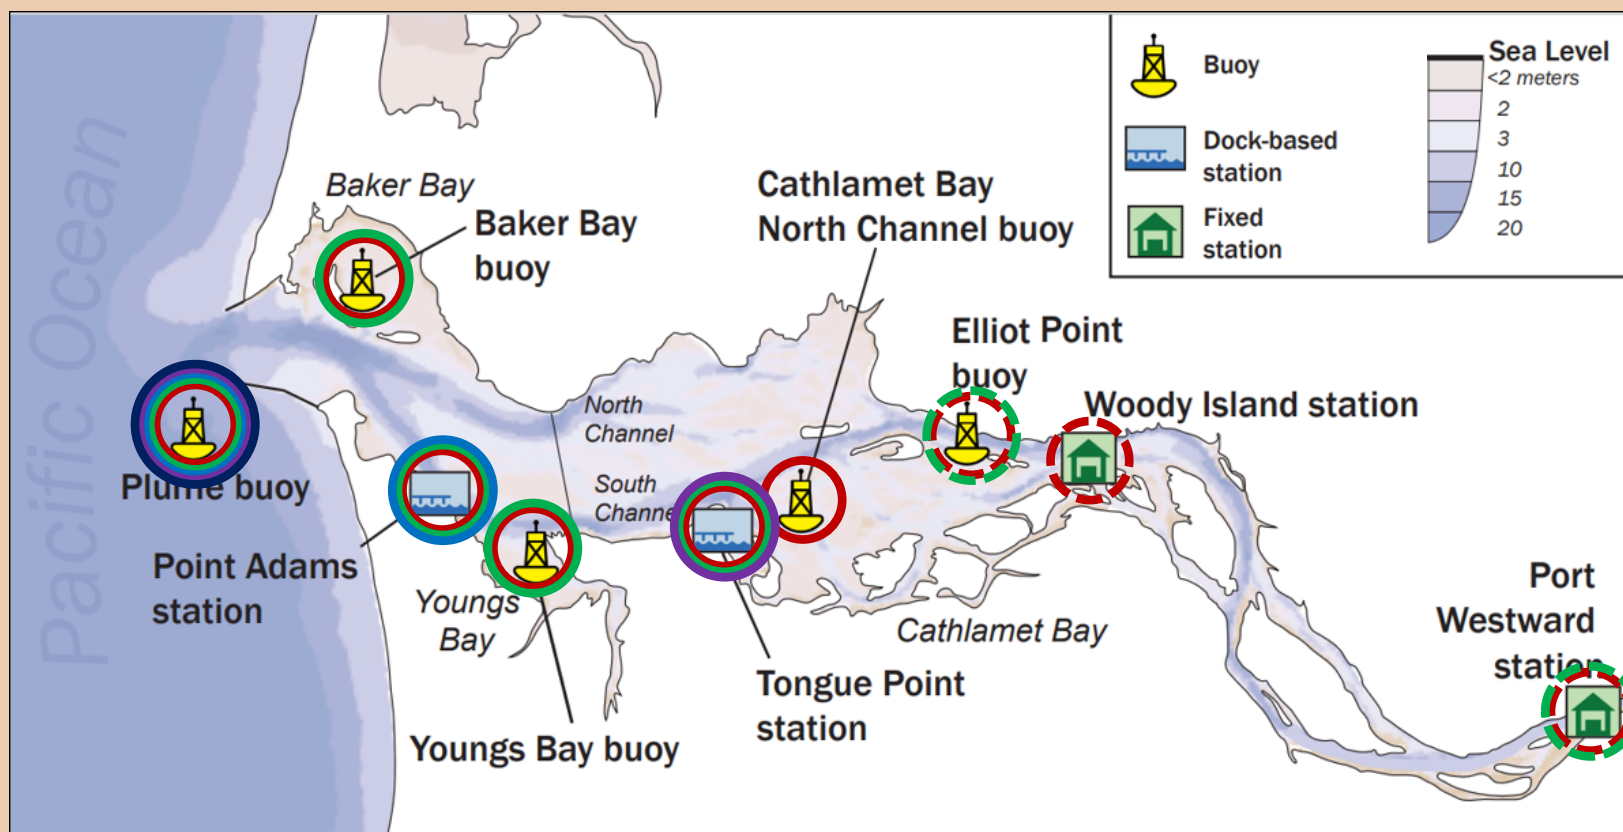 Buoy
Dock-based
station
Fixed
station
Sea Level
<2 meters
2
3
10
15
20
Pacific Ocean
Baker Bay
Baker Bay
buoy
Cathlamet Bay
North Channel buoy
Elliot Point
buoy
Woody Island station
North
Channel
South
Channel
Plume buoy
Point Adams
station
Youngs
Bay
Youngs Bay buoy
Tongue Point
station
Cathlamet Bay
Port
Westward
station